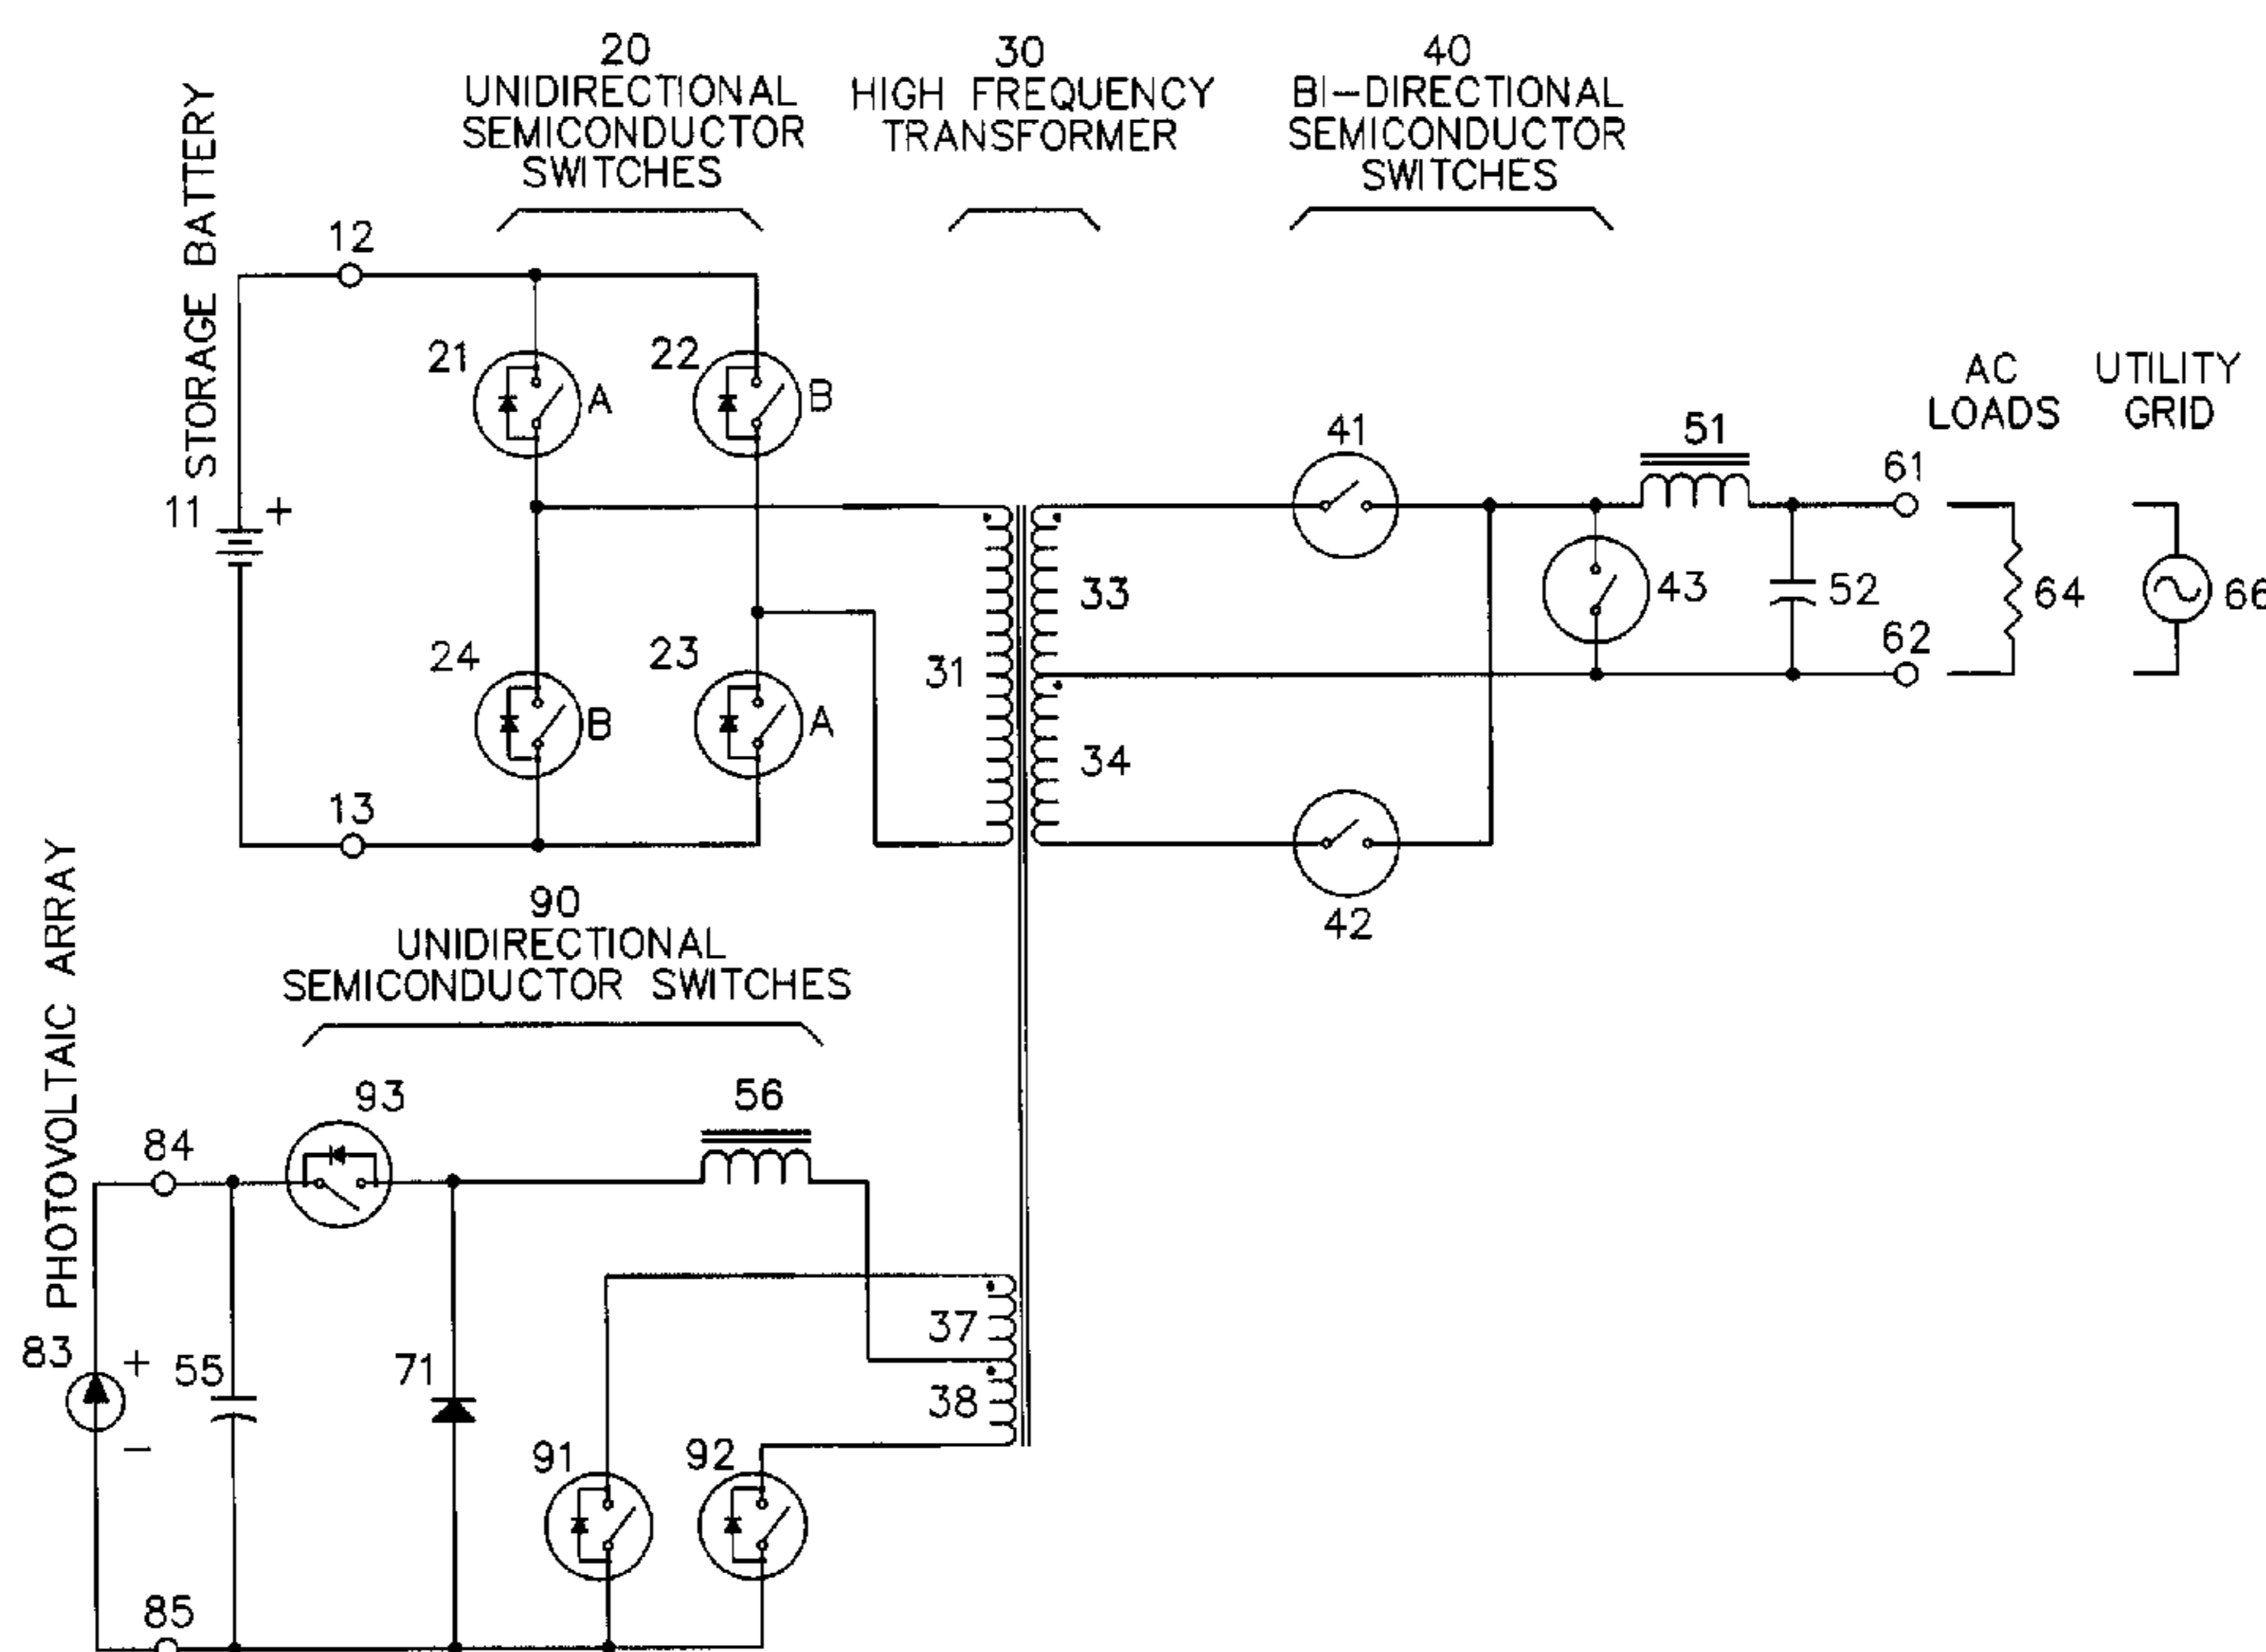 20
UNIDIRECTIONAL
SEMICONDUCTOR
SWITCHES
30
HIGH FREQUENCY
TRANSFORMER
40
BI-DIRECTIONAL
SEMICONDUCTOR
SWITCHES
STORAGE BATTERY
11
+
12
13
21
A
22
B
24
B
23
A
31
33
34
41
42
43
51
52
61
62
AC
LOADS
64
UTILITY
GRID
66
PHOTOVOLTAIC ARRAY
90
UNIDIRECTIONAL
SEMICONDUCTOR SWITCHES
93
56
84
83
+
-
55
71
37
38
91
92
85